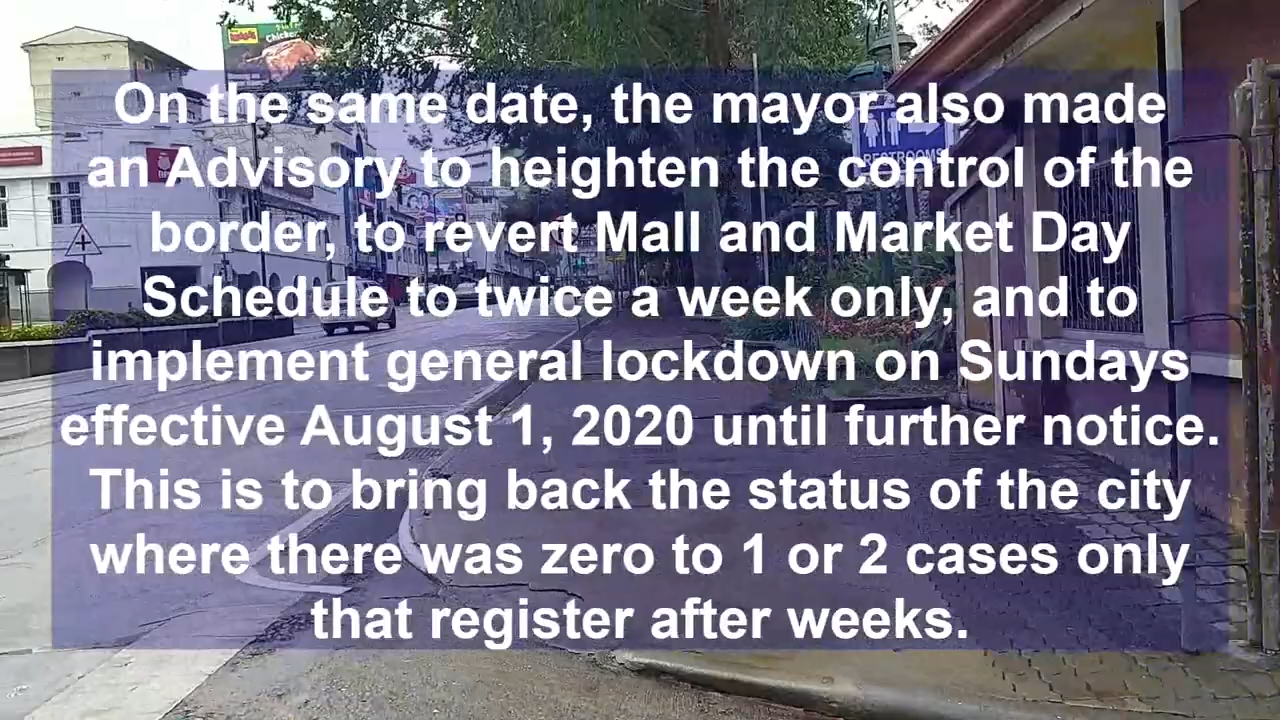 Chicken
RESTROOMS
On the same date, the mayor also made
an Advisory to heighten the control of the
border, to revert Mall and Market Day
Schedule to twice a week only, and to
implement general lockdown on Sundays
effective August 1, 2020 until further notice.
This is to bring back the status of the city
where there was zero to 1 or 2 cases only
that register after weeks.